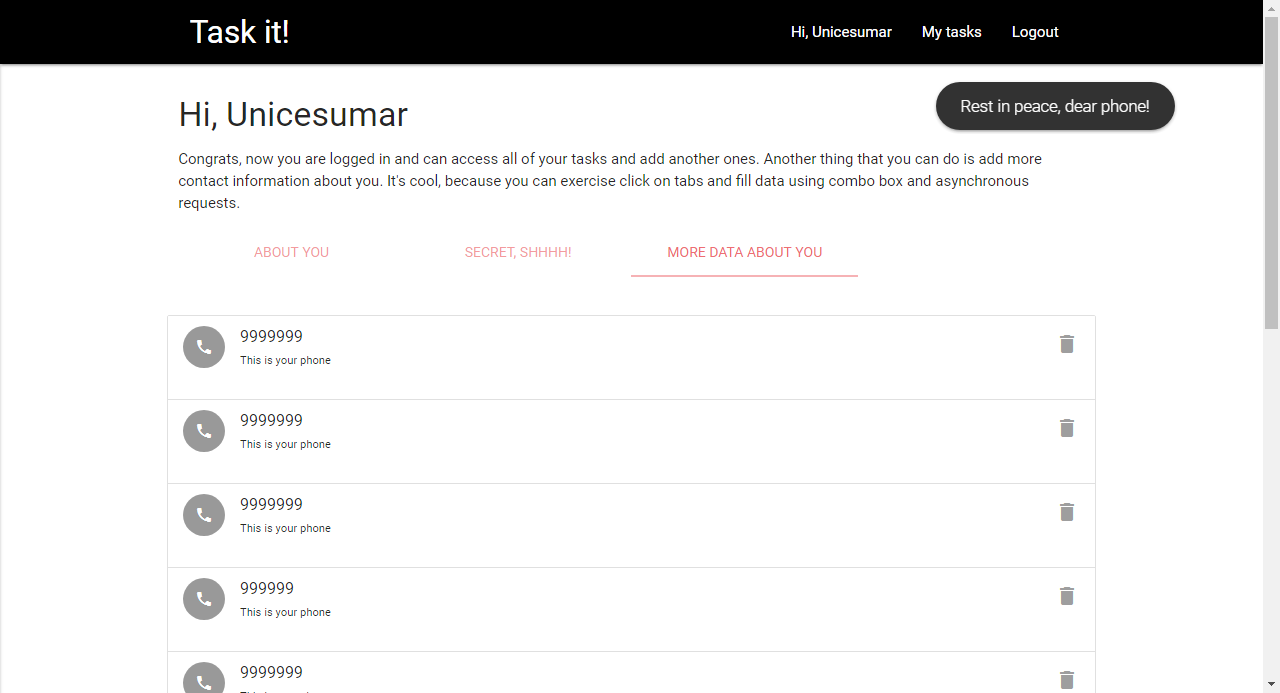 Task it!
Hi, Unicesumar
My tasks
Logout
Rest in peace, dear phone!
Hi, Unicesumar
Congrats, now you are logged in and can access all of your tasks and add another ones. Another thing that you can do is add more
contact information about you. It's cool, because you can exercise click on tabs and fill data using combo box and asynchronous
requests.
ABOUT YOU
SECRET, SHHHH!
MORE DATA ABOUT YOU
9999999
This is your phone
9999999
This is your phone
9999999
This is your phone
999999
This is your phone
9999999